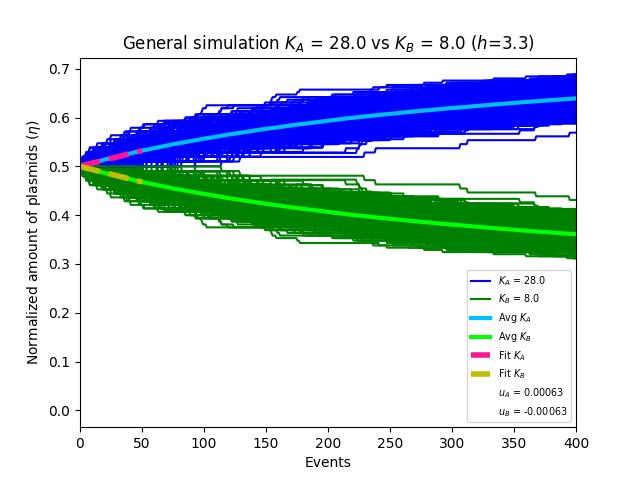 General simulation K_A = 28.0 vs K_B = 8.0 (h=3.3)
Normalized amount of plasmids (η)
0.7
0.6
0.5
0.4
0.3
0.2
0.1
0.0
K_A = 28.0
K_B = 8.0
Avg K_A
Avg K_B
Fit K_A
Fit K_B
u_A = 0.00063
u_B = -0.00063
0 50 100 150 200 250 300 350 400
Events